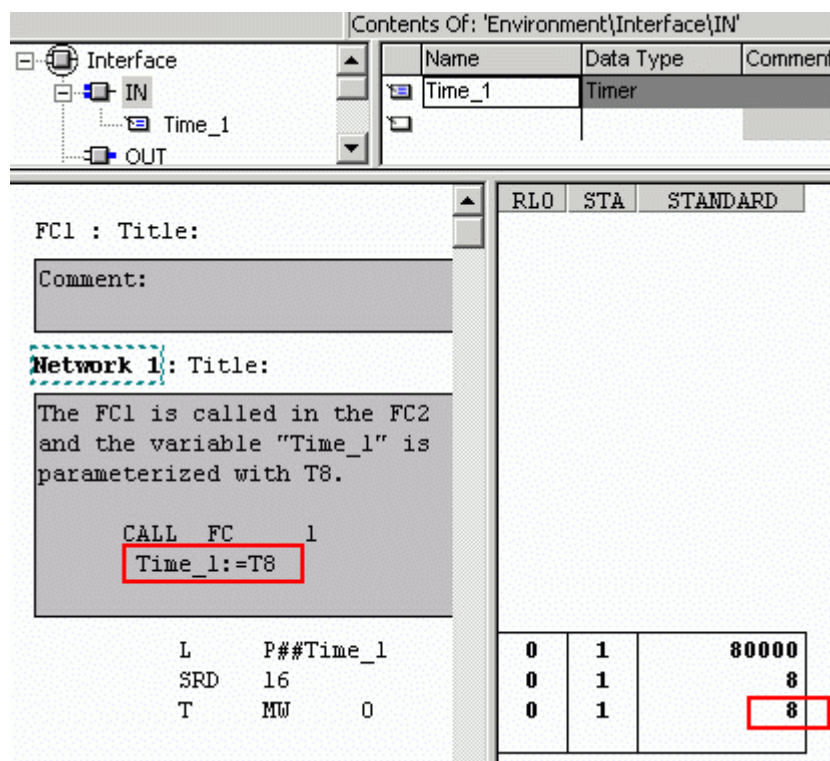 Contents Of: 'Environment\Interface\IN'
Interface
IN
Time_1
OUT
Name Data Type Comment
Time_1 Timer
FC1 : Title:
Comment:
Network 1: Title:
The FC1 is called in the FC2
and the variable "Time_1" is
parameterized with T8.
CALL FC 1
Time_1:=T8
L P##Time_1
SRD 16
T MW 0
RLO STA STANDARD
0 1 80000
0 1 8
0 1 8